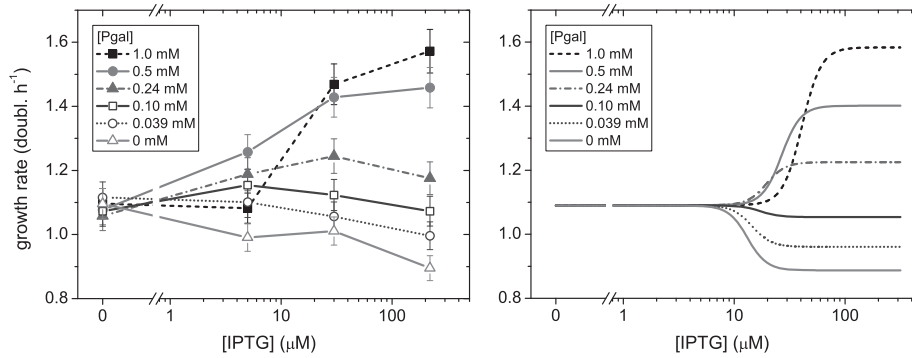 [Pgal]
1.0 mM
0.5 mM
0.24 mM
0.10 mM
0.039 mM
0 mM
growth rate (doubl. h⁻¹)
1.6
1.4
1.2
1.0
0.8
0
1
10
100
[IPTG] (μM)
[Pgal]
1.0 mM
0.5 mM
0.24 mM
0.10 mM
0.039 mM
0 mM
1.6
1.4
1.2
1.0
0.8
0
1
10
100
[IPTG] (μM)